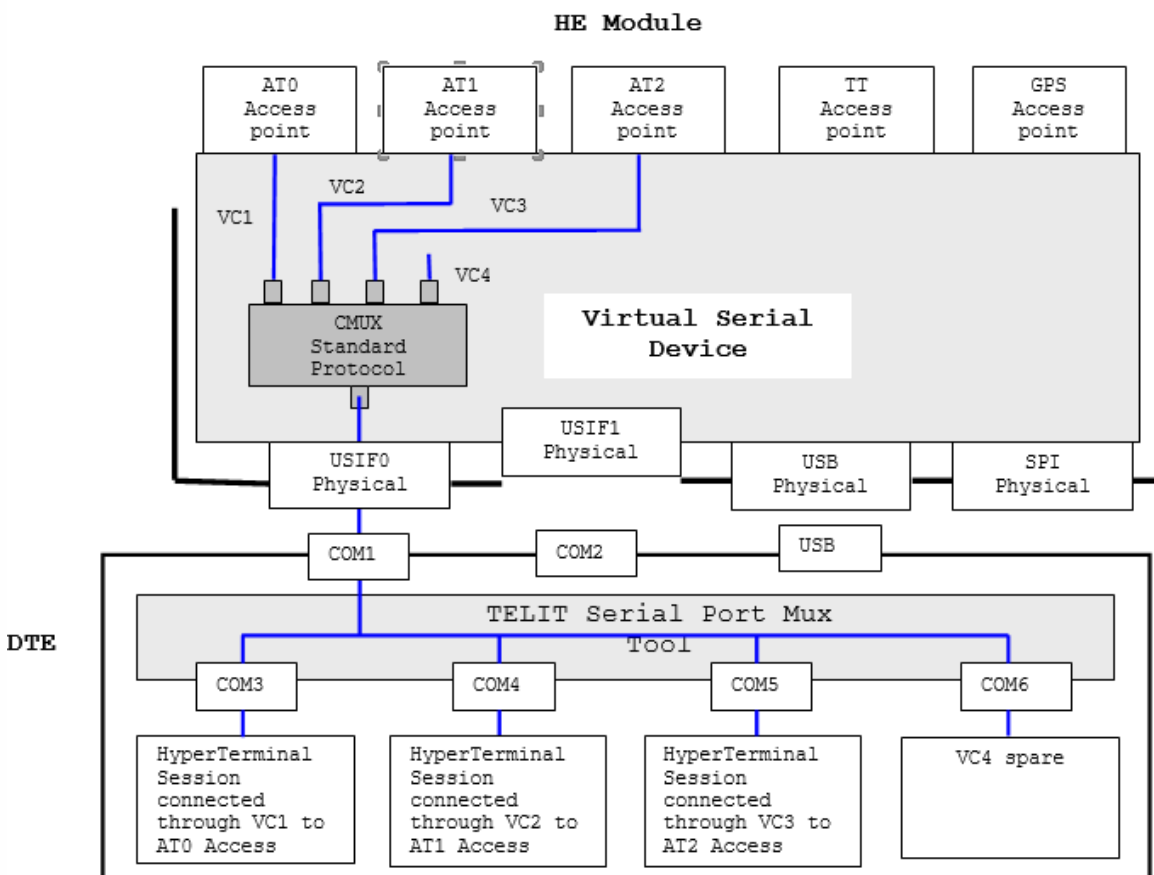 HE Module
AT0
Access
point
AT1
Access
point
AT2
Access
point
TT
Access
point
GPS
Access
point
VC1
VC2
VC3
VC4
CMUX
Standard
Protocol
Virtual Serial
Device
USIF0
Physical
USIF1
Physical
USB
Physical
SPI
Physical
COM1
COM2
USB
DTE
TELIT Serial Port Mux
Tool
COM3
COM4
COM5
COM6
HyperTerminal
Session
connected
through VC1 to
AT0 Access
HyperTerminal
Session
connected
through VC2 to
AT1 Access
HyperTerminal
Session
connected
through VC3 to
AT2 Access
VC4 spare